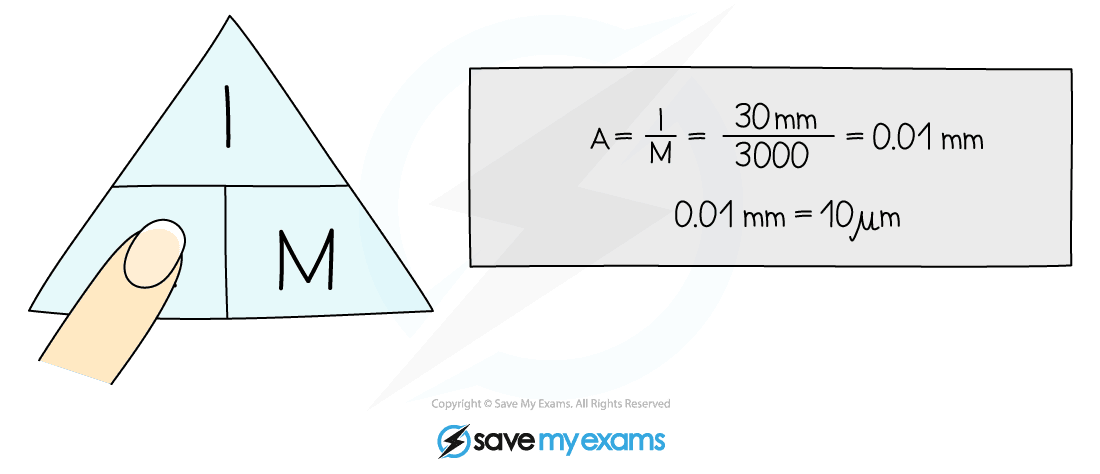 I
M
A = I/M = 30 mm/3000 = 0.01 mm
0.01 mm = 10 μm
Copyright © Save My Exams. All Rights Reserved
save my exams